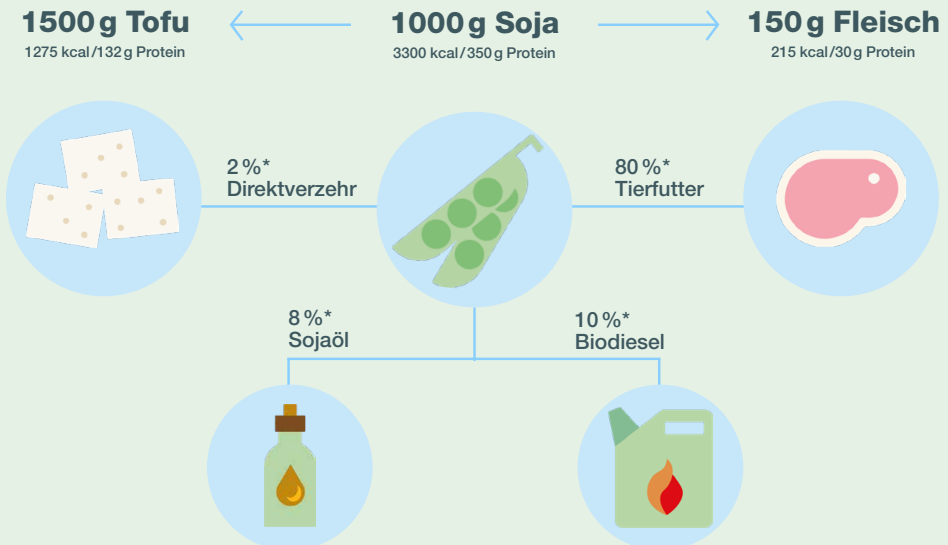 1500 g Tofu
1275 kcal/132 g Protein
1000 g Soja
3300 kcal/350 g Protein
150 g Fleisch
215 kcal/30 g Protein
2 %*
Direktverzehr
80 %*
Tierfutter
8 %*
Sojaöl
10 %*
Biodiesel